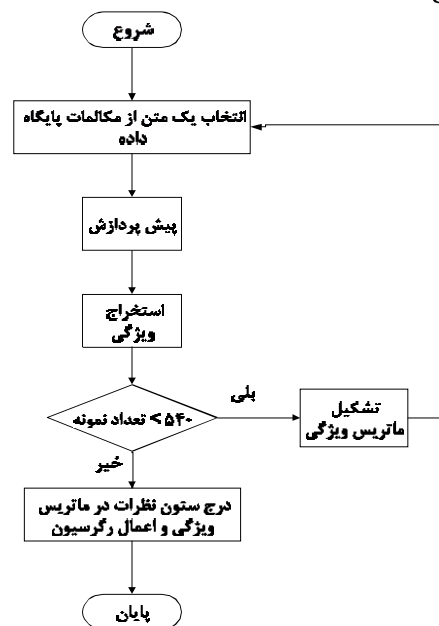 شروع
انتخاب یک متن از مکالمات پایگاه
داده
پیش پردازش
استخراج
ویژگی
تعداد نمونه > ۵۴۰
بلی
تشکیل
ماتریس ویژگی
خیر
درج ستون نظرات در ماتریس
ویژگی و اعمال رگرسیون
پایان